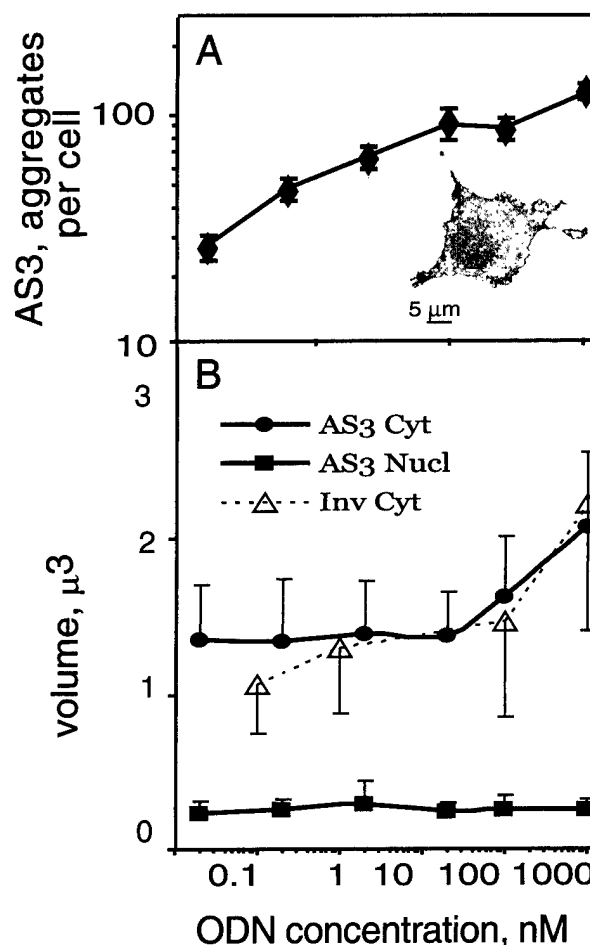 A
AS3, aggregates
per cell
100
10
5 μm
B
AS3 Cyt
AS3 Nucl
Inv Cyt
volume, μ3
3
2
1
0
0.1 1 10 100 1000
ODN concentration, nM